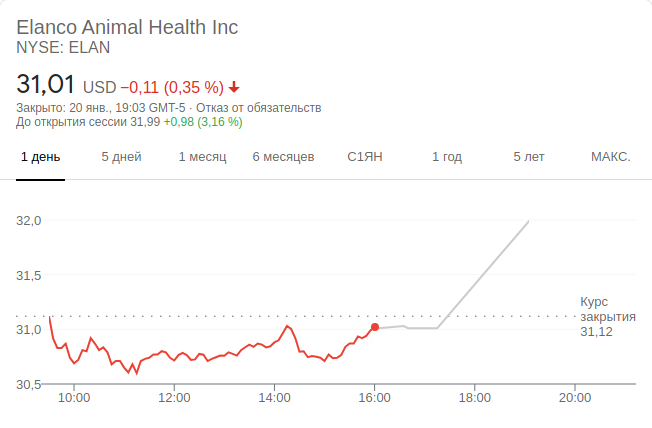 Elanco Animal Health Inc
NYSE: ELAN
31,01 USD −0,11 (0,35 %)
Закрыто: 20 янв., 19:03 GMT-5 · Отказ от обязательств
До открытия сессии 31,99 +0,98 (3,16 %)
1 день 5 дней 1 месяц 6 месяцев С1ЯН 1 год 5 лет МАКС.
32,0
31,5
Курс
закрытия
31,12
31,0
30,5
10:00 12:00 14:00 16:00 18:00 20:00